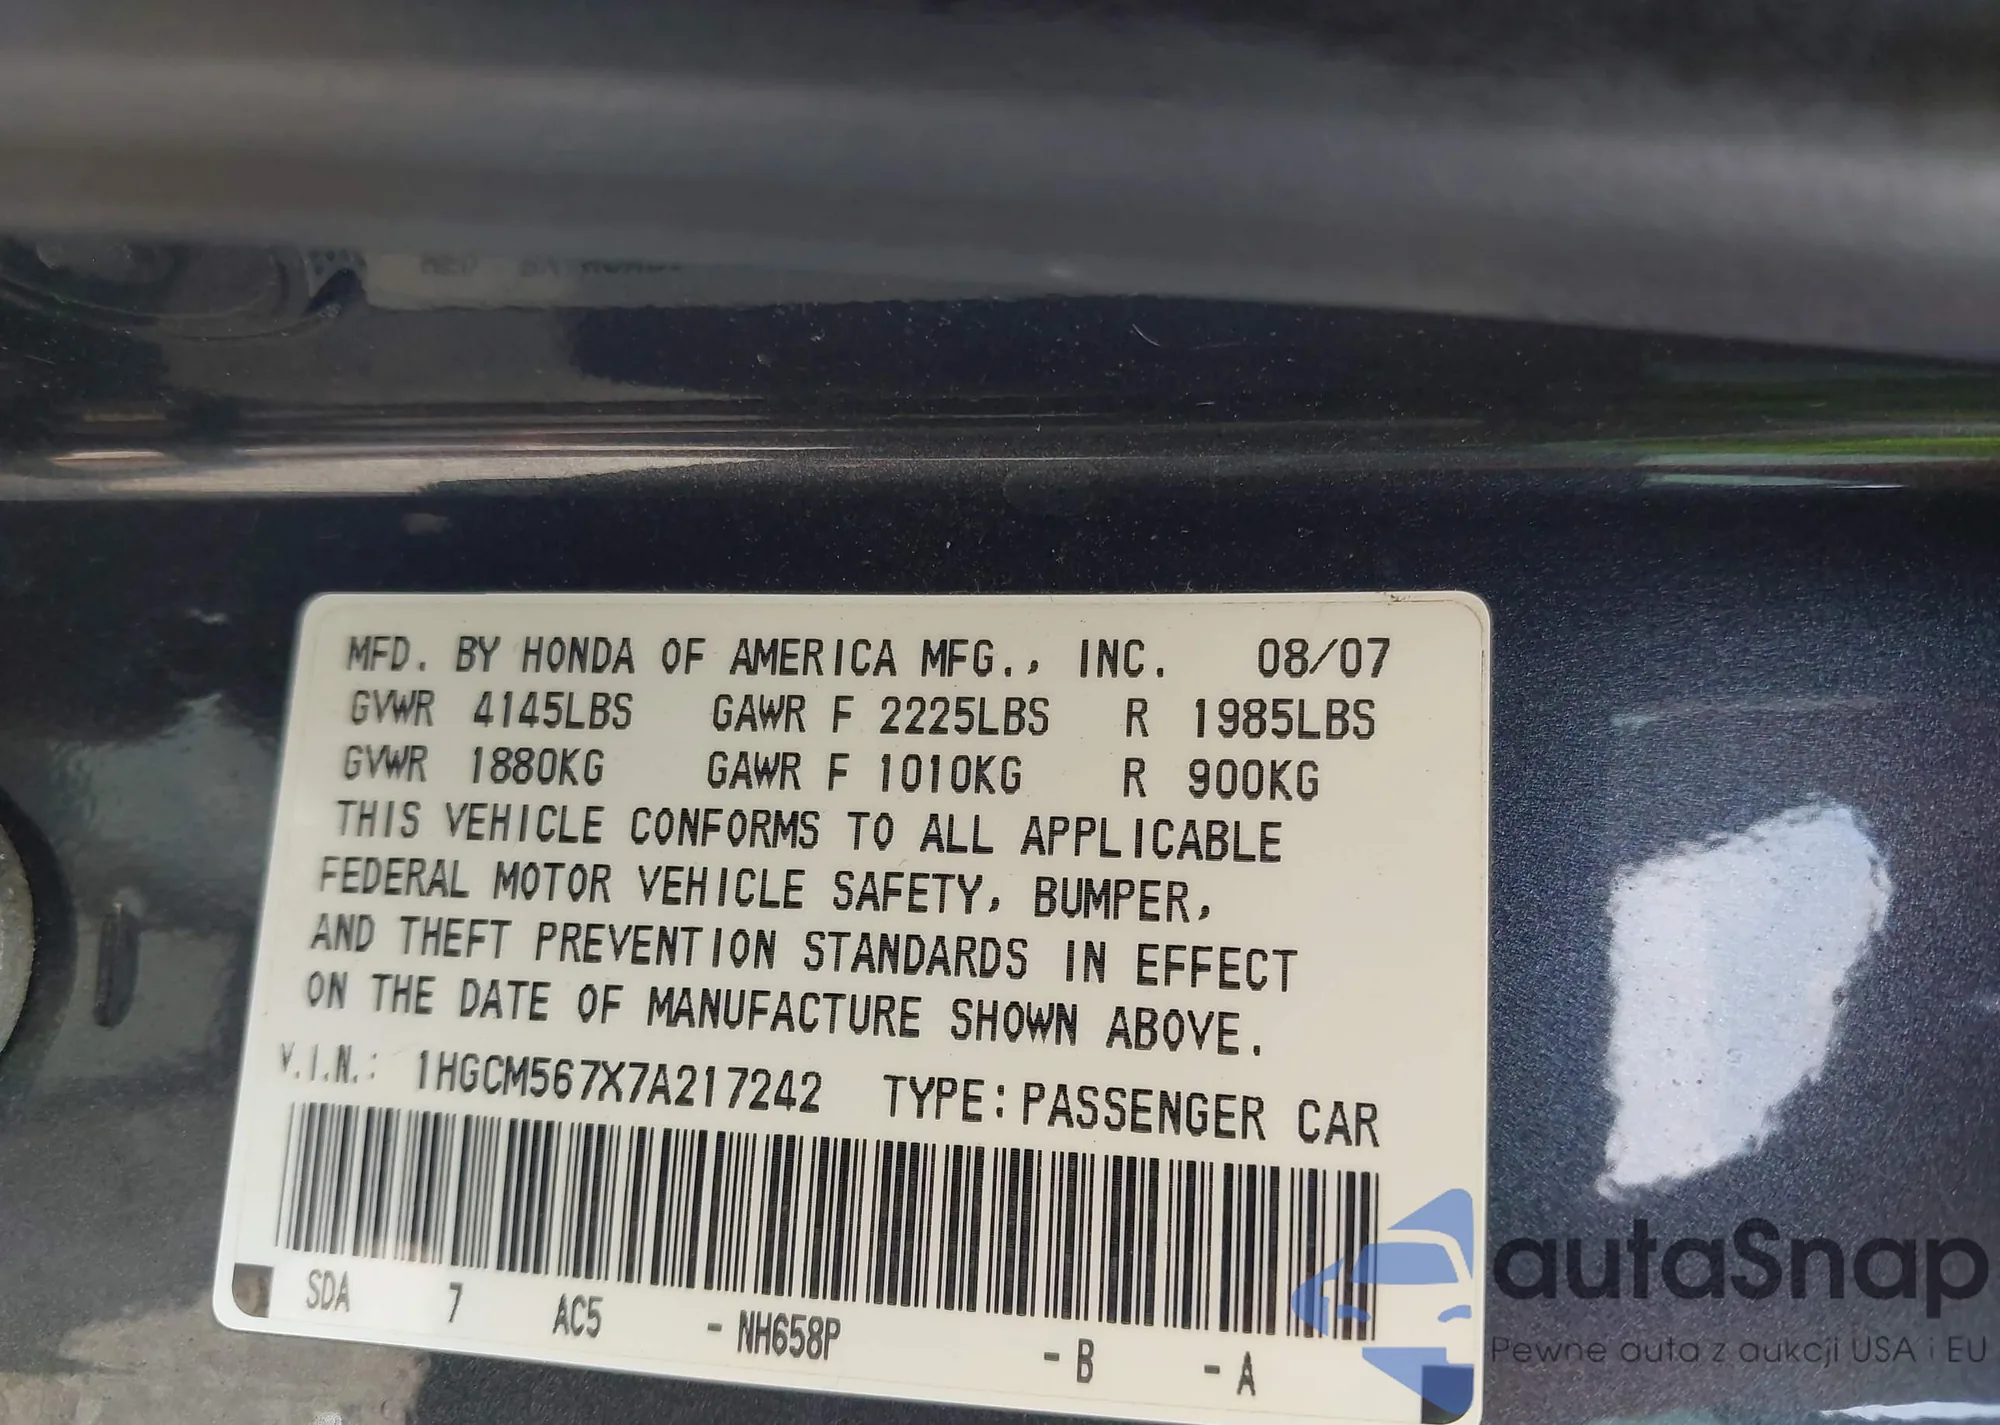 MFD. BY HONDA OF AMERICA MFG., INC. 08/07
GVWR 4145LBS GAWR F 2225LBS R 1985LBS
GVWR 1880KG GAWR F 1010KG R 900KG
THIS VEHICLE CONFORMS TO ALL APPLICABLE
FEDERAL MOTOR VEHICLE SAFETY, BUMPER,
AND THEFT PREVENTION STANDARDS IN EFFECT
ON THE DATE OF MANUFACTURE SHOWN ABOVE.
V.I.N.: 1HGCM567X7A217242 TYPE: PASSENGER CAR
SDA 7 AC5 - NH658P - B - A
autaSnap
Pewne auta z aukcji USA i EU